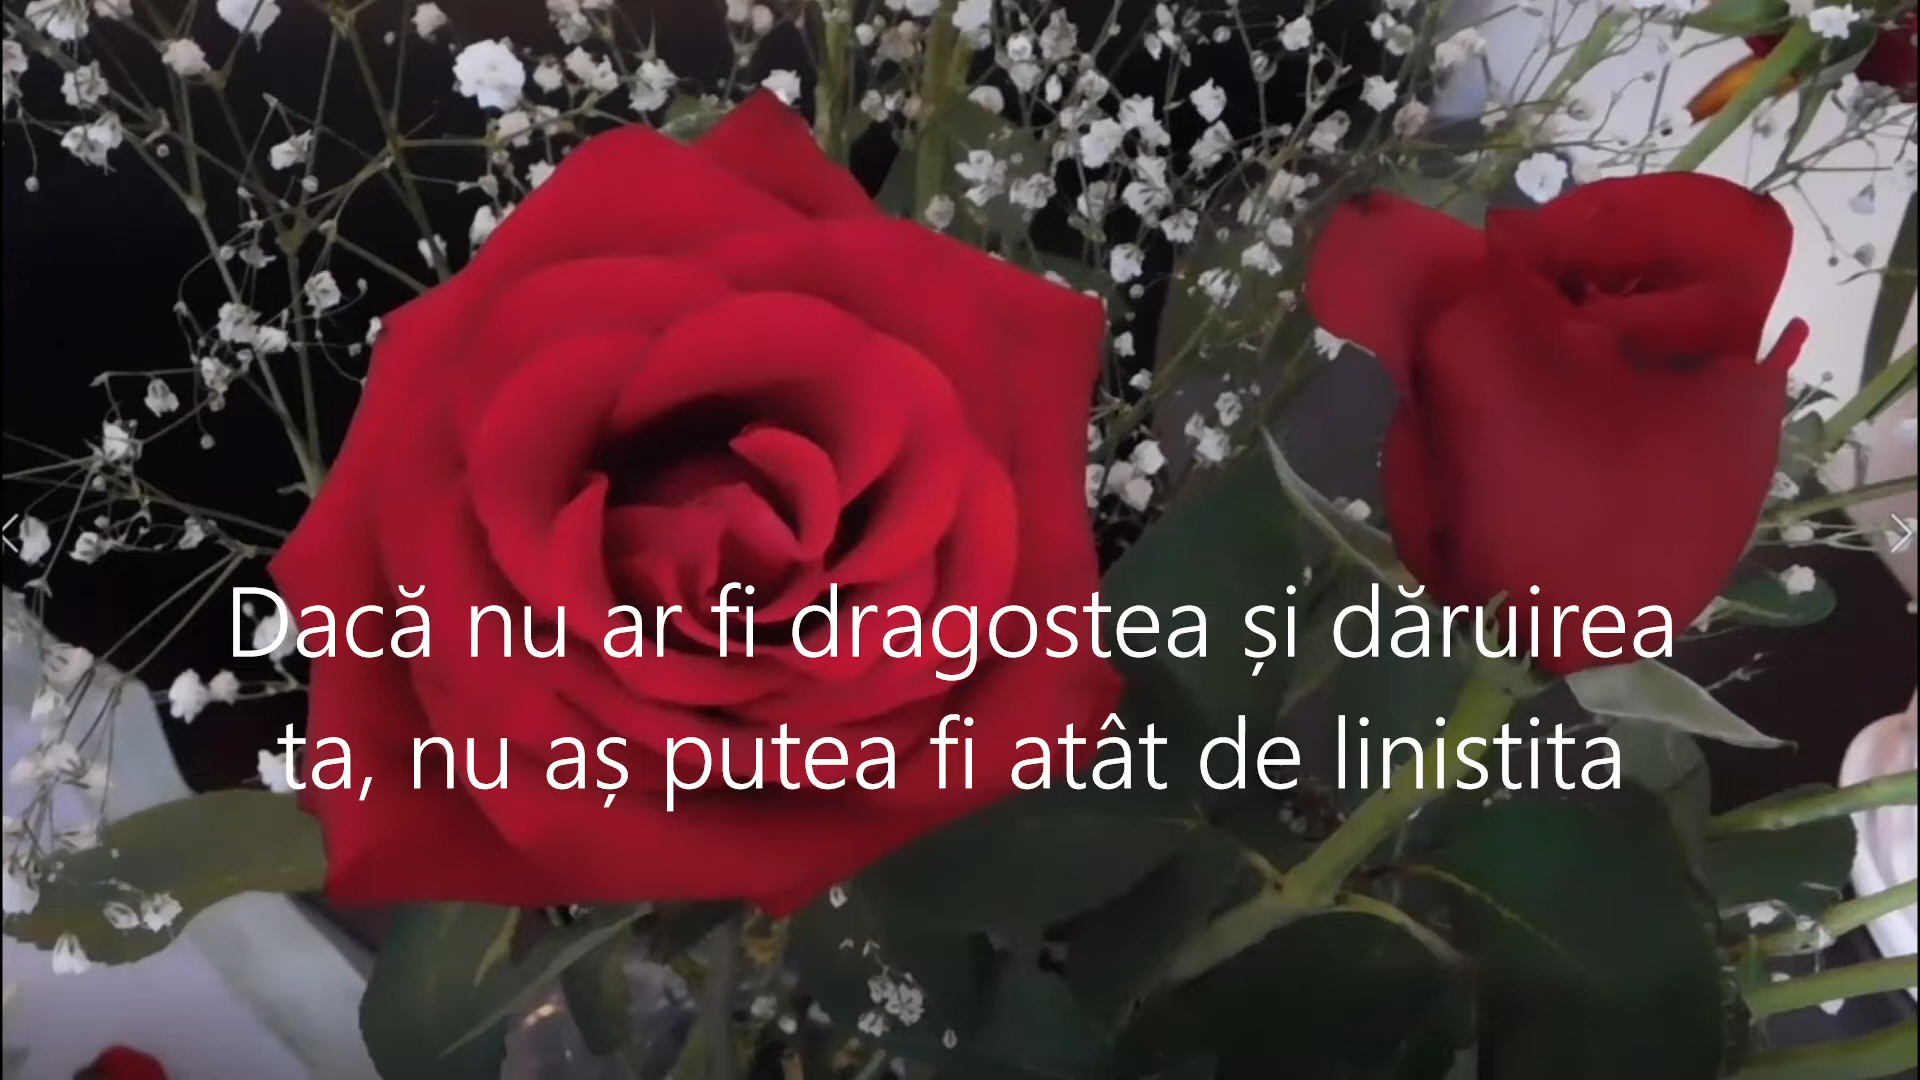 Dacă nu ar fi dragostea și dăruirea
ta, nu aș putea fi atât de linistita